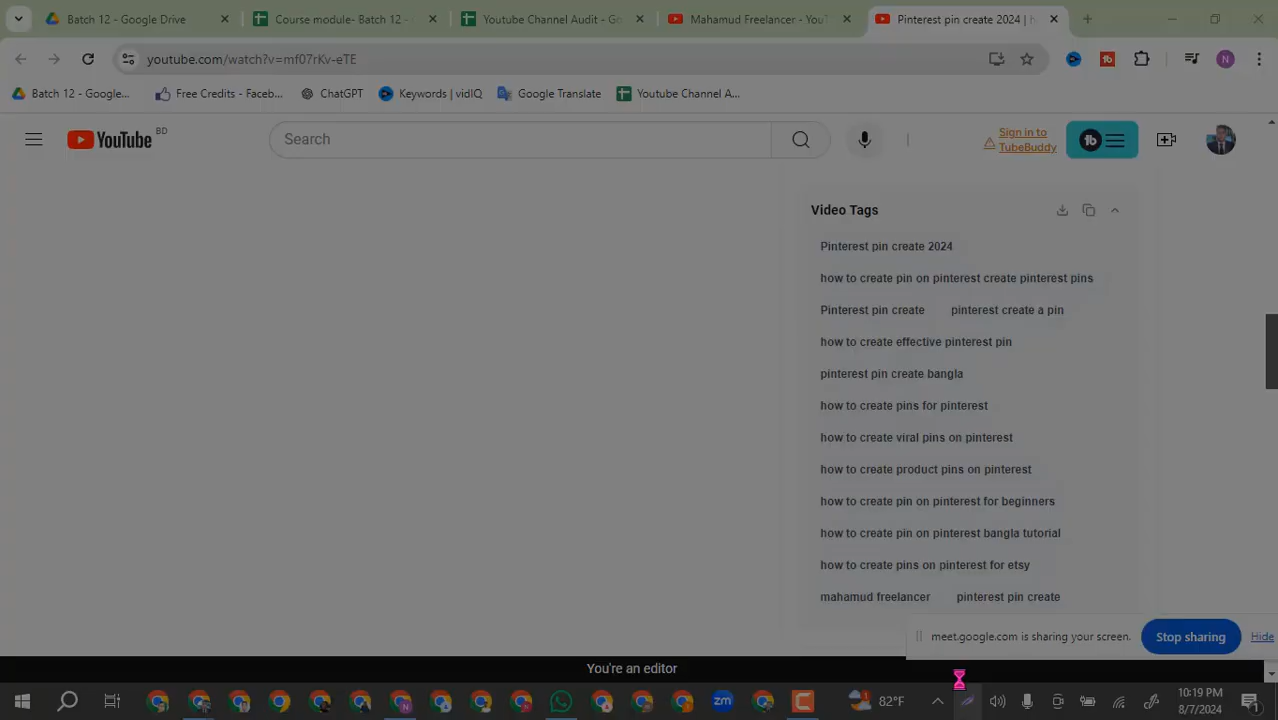 Batch 12 - Google Drive
Course module- Batch 12 -
Youtube Channel Audit - Go
Mahamud Freelancer - YouT
Pinterest pin create 2024 | h
youtube.com/watch?v=mf07rKv-eTE
N
Batch 12 - Google...
Free Credits - Faceb...
ChatGPT
Keywords | vidIQ
Google Translate
Youtube Channel A...
YouTube BD
Search
Sign in to
TubeBuddy
Video Tags
Pinterest pin create 2024
how to create pin on pinterest create pinterest pins
Pinterest pin create
pinterest create a pin
how to create effective pinterest pin
pinterest pin create bangla
how to create pins for pinterest
how to create viral pins on pinterest
how to create product pins on pinterest
how to create pin on pinterest for beginners
how to create pin on pinterest bangla tutorial
how to create pins on pinterest for etsy
mahamud freelancer
pinterest pin create
meet.google.com is sharing your screen.
Stop sharing
Hide
You're an editor
82°F
10:19 PM
8/7/2024